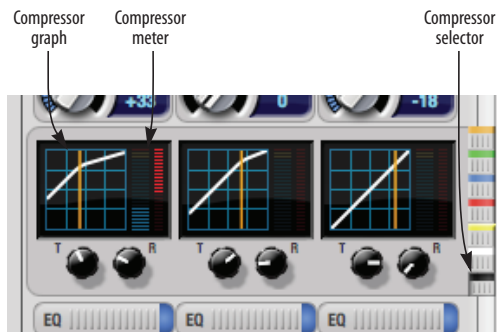 Compressor
graph
Compressor
meter
Compressor
selector
+33
0
-18
T R
T R
T R
EQ
EQ
EQ